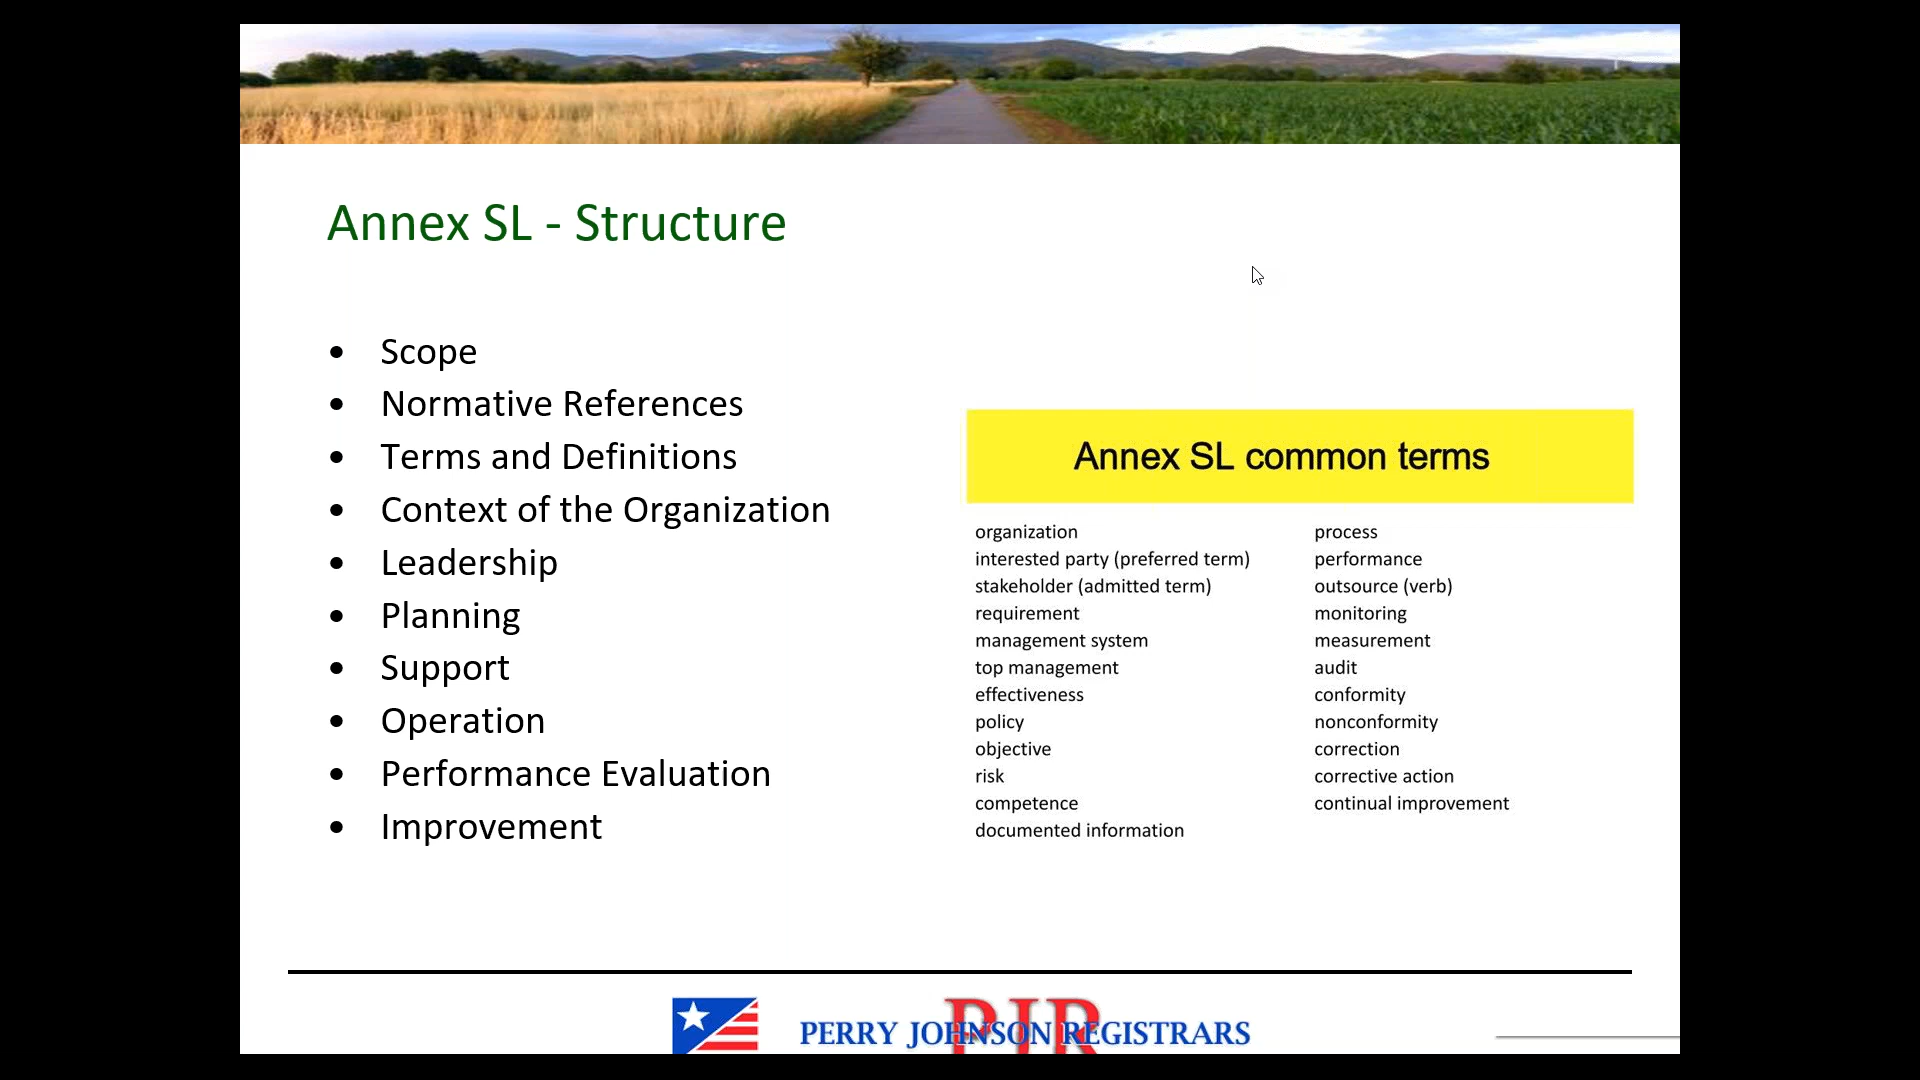 Annex SL - Structure
• Scope
• Normative References
• Terms and Definitions
• Context of the Organization
• Leadership
• Planning
• Support
• Operation
• Performance Evaluation
• Improvement
Annex SL common terms
organization
interested party (preferred term)
stakeholder (admitted term)
requirement
management system
top management
effectiveness
policy
objective
risk
competence
documented information
process
performance
outsource (verb)
monitoring
measurement
audit
conformity
nonconformity
correction
corrective action
continual improvement
PJR
PERRY JOHNSON REGISTRARS